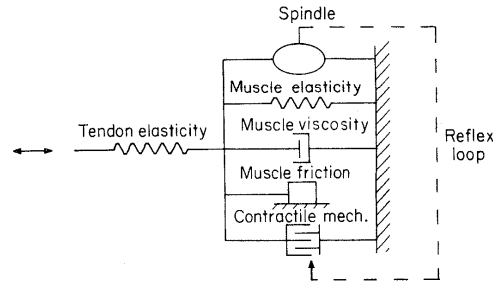 Spindle
Muscle elasticity
Tendon elasticity
Muscle viscosity
Reflex
loop
Muscle friction
Contractile mech.